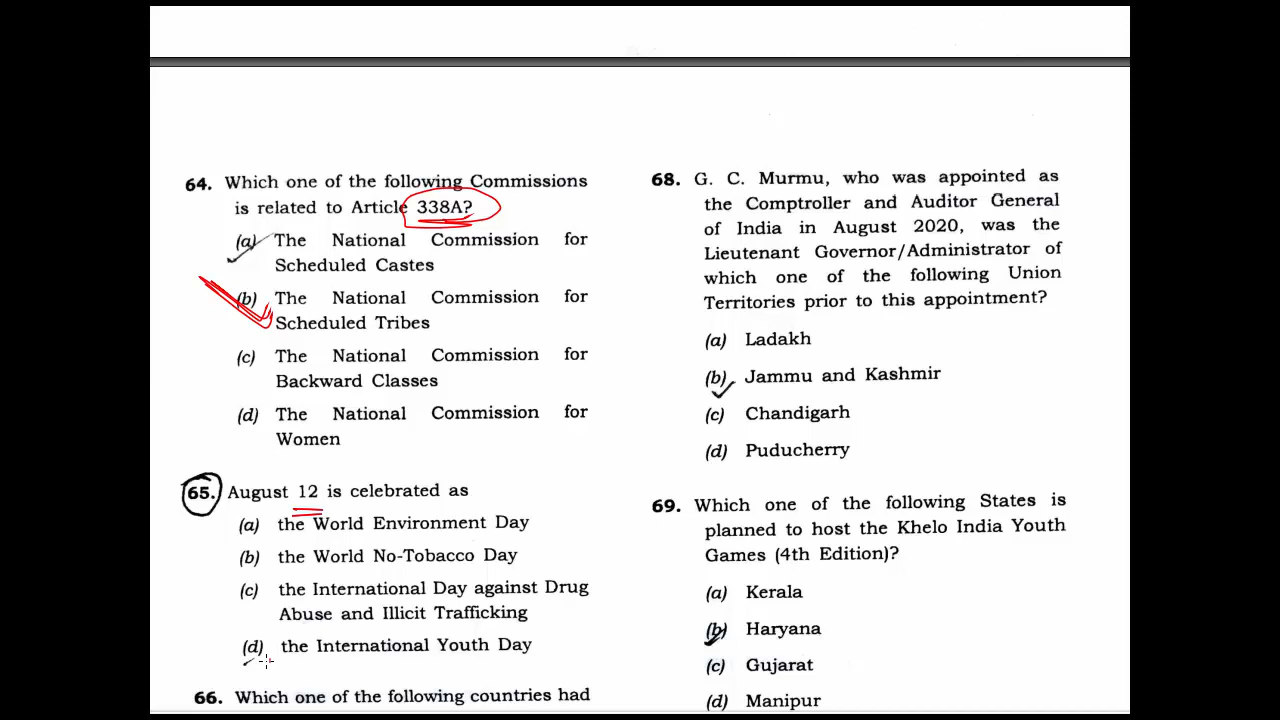 64. Which one of the following Commissions
is related to Article 338A?
(a) The National Commission for
Scheduled Castes
(b) The National Commission for
Scheduled Tribes
(c) The National Commission for
Backward Classes
(d) The National Commission for
Women
65. August 12 is celebrated as
(a) the World Environment Day
(b) the World No-Tobacco Day
(c) the International Day against Drug
Abuse and Illicit Trafficking
(d) the International Youth Day
66. Which one of the following countries had
68. G. C. Murmu, who was appointed as
the Comptroller and Auditor General
of India in August 2020, was the
Lieutenant Governor/Administrator of
which one of the following Union
Territories prior to this appointment?
(a) Ladakh
(b) Jammu and Kashmir
(c) Chandigarh
(d) Puducherry
69. Which one of the following States is
planned to host the Khelo India Youth
Games (4th Edition)?
(a) Kerala
(b) Haryana
(c) Gujarat
(d) Manipur